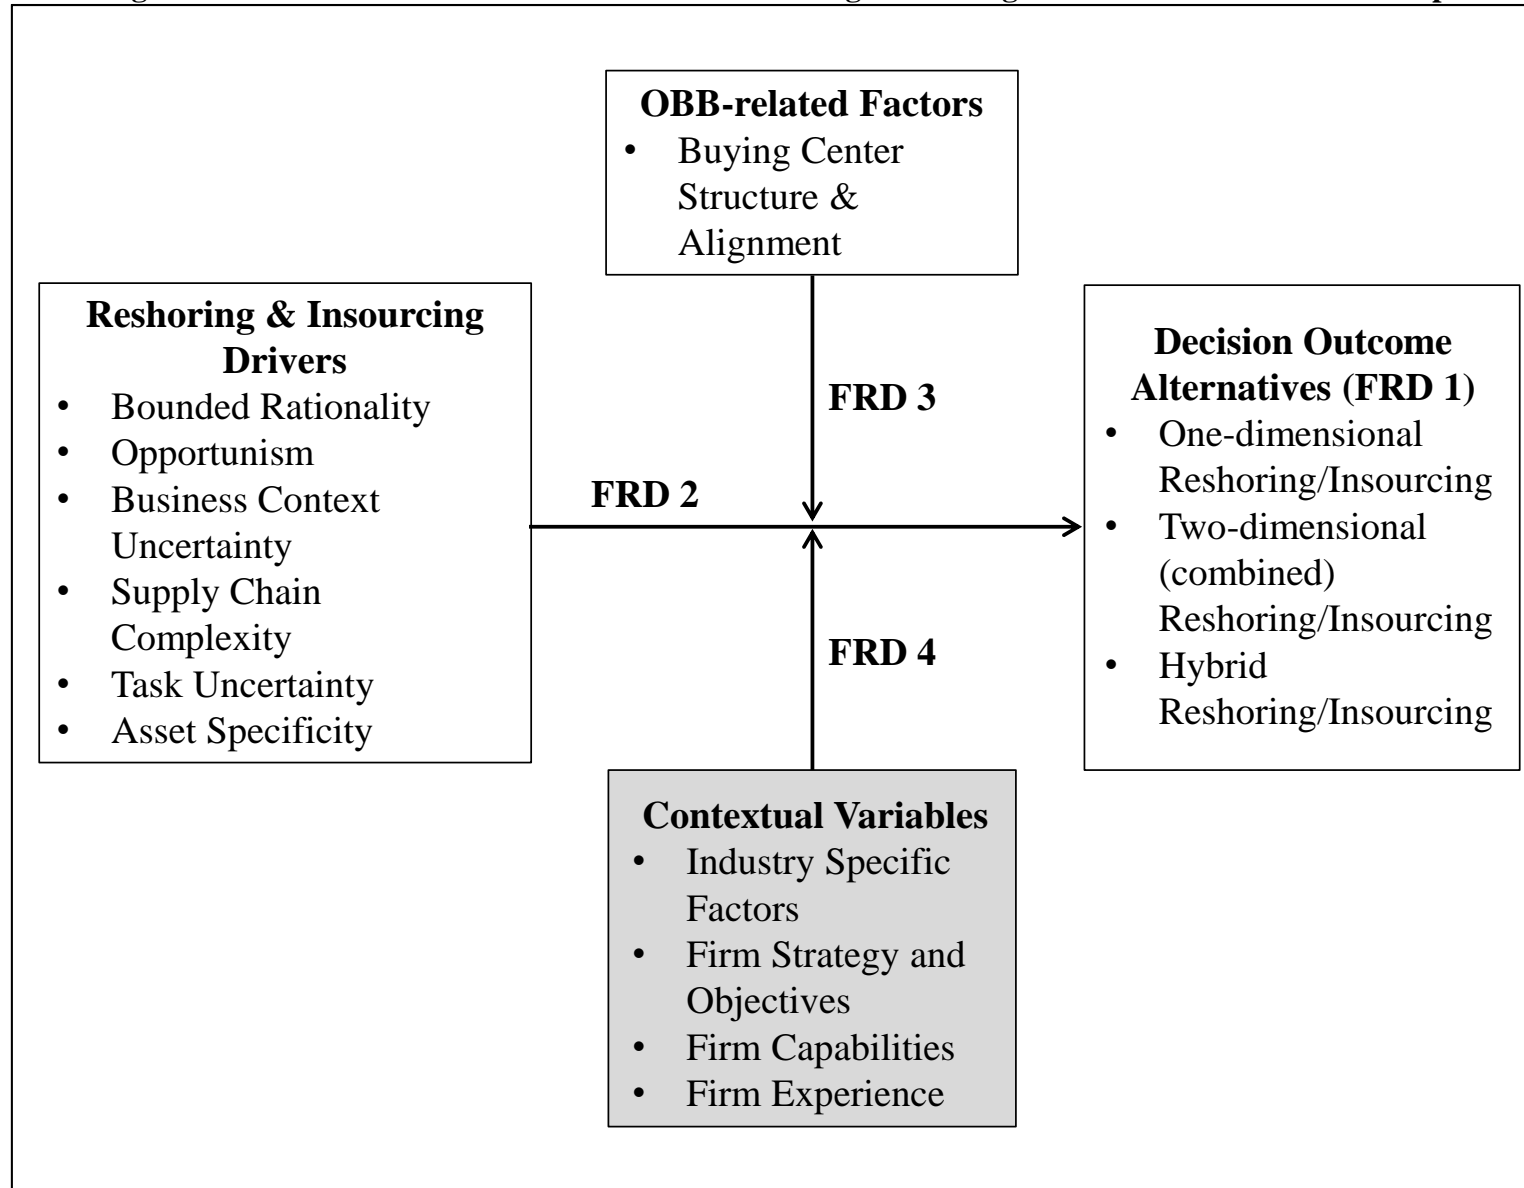 OBB-related Factors
• Buying Center
Structure &
Alignment
Reshoring & Insourcing
Drivers
• Bounded Rationality
• Opportunism
• Business Context
Uncertainty
• Supply Chain
Complexity
• Task Uncertainty
• Asset Specificity
FRD 3
FRD 2
FRD 4
Decision Outcome
Alternatives (FRD 1)
• One-dimensional
Reshoring/Insourcing
• Two-dimensional
(combined)
Reshoring/Insourcing
• Hybrid
Reshoring/Insourcing
Contextual Variables
• Industry Specific
Factors
• Firm Strategy and
Objectives
• Firm Capabilities
• Firm Experience